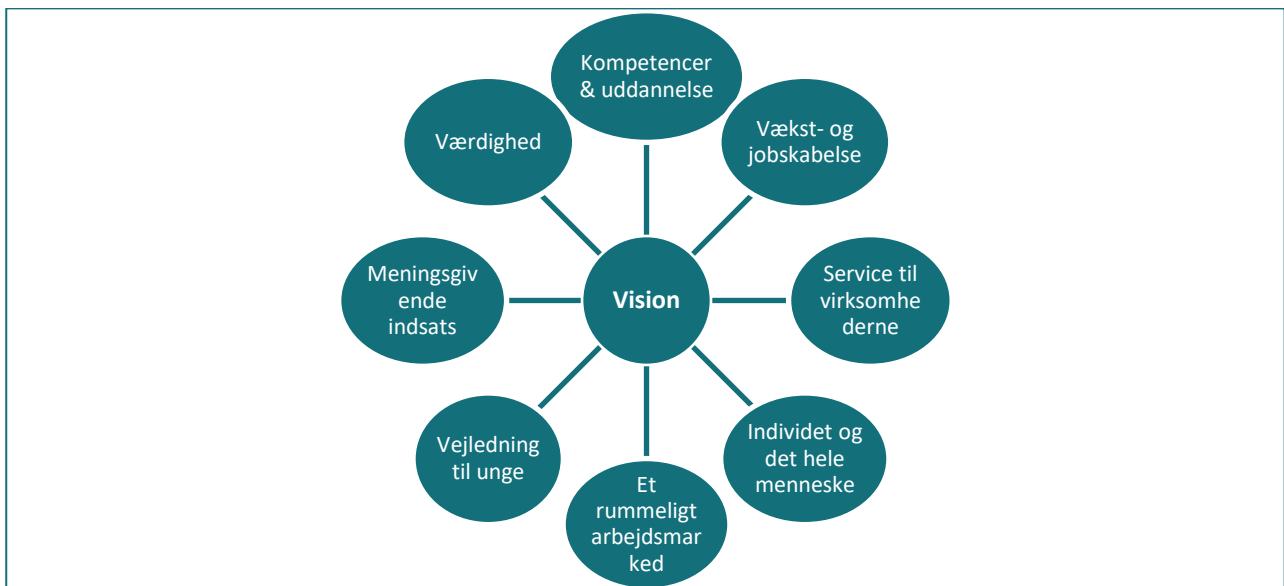 Kompetencer
& uddannelse
Vækst- og
jobskabelse
Service til
virksomhe
derne
Individet og
det hele
menneske
Et
rummeligt
arbejdsmar
ked
Vejledning
til unge
Meningsgiv
ende
indsats
Værdighed
Vision